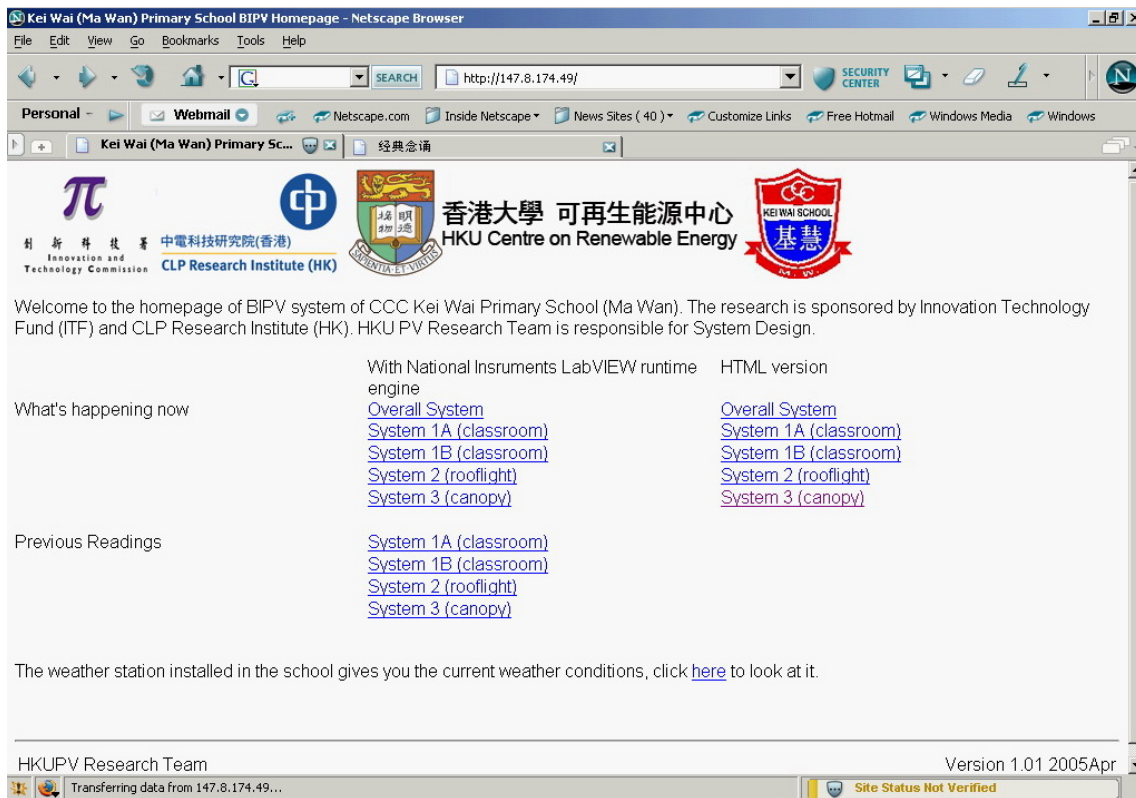 Kei Wai (Ma Wan) Primary School BIPV Homepage - Netscape Browser
File Edit View Go Bookmarks Tools Help
SEARCH http://147.8.174.49/ SECURITY CENTER
Personal Webmail Netscape.com Inside Netscape News Sites ( 40 ) Customize Links Free Hotmail Windows Media Windows
Kei Wai (Ma Wan) Primary Sc... 经典念诵
創新科技署
Innovation and
Technology Commission
中電科技研究院(香港)
CLP Research Institute (HK)
SAPIENTIA ET VIRTUS
香港大學 可再生能源中心
HKU Centre on Renewable Energy
CCC
KEI WAI SCHOOL
基慧
M.W.
Welcome to the homepage of BIPV system of CCC Kei Wai Primary School (Ma Wan). The research is sponsored by Innovation Technology
Fund (ITF) and CLP Research Institute (HK). HKU PV Research Team is responsible for System Design.
With National Insruments LabVIEW runtime HTML version
engine
What's happening now Overall System Overall System
System 1A (classroom) System 1A (classroom)
System 1B (classroom) System 1B (classroom)
System 2 (rooflight) System 2 (rooflight)
System 3 (canopy) System 3 (canopy)
Previous Readings System 1A (classroom)
System 1B (classroom)
System 2 (rooflight)
System 3 (canopy)
The weather station installed in the school gives you the current weather conditions, click here to look at it.
HKUPV Research Team Version 1.01 2005Apr
Transferring data from 147.8.174.49... Site Status Not Verified